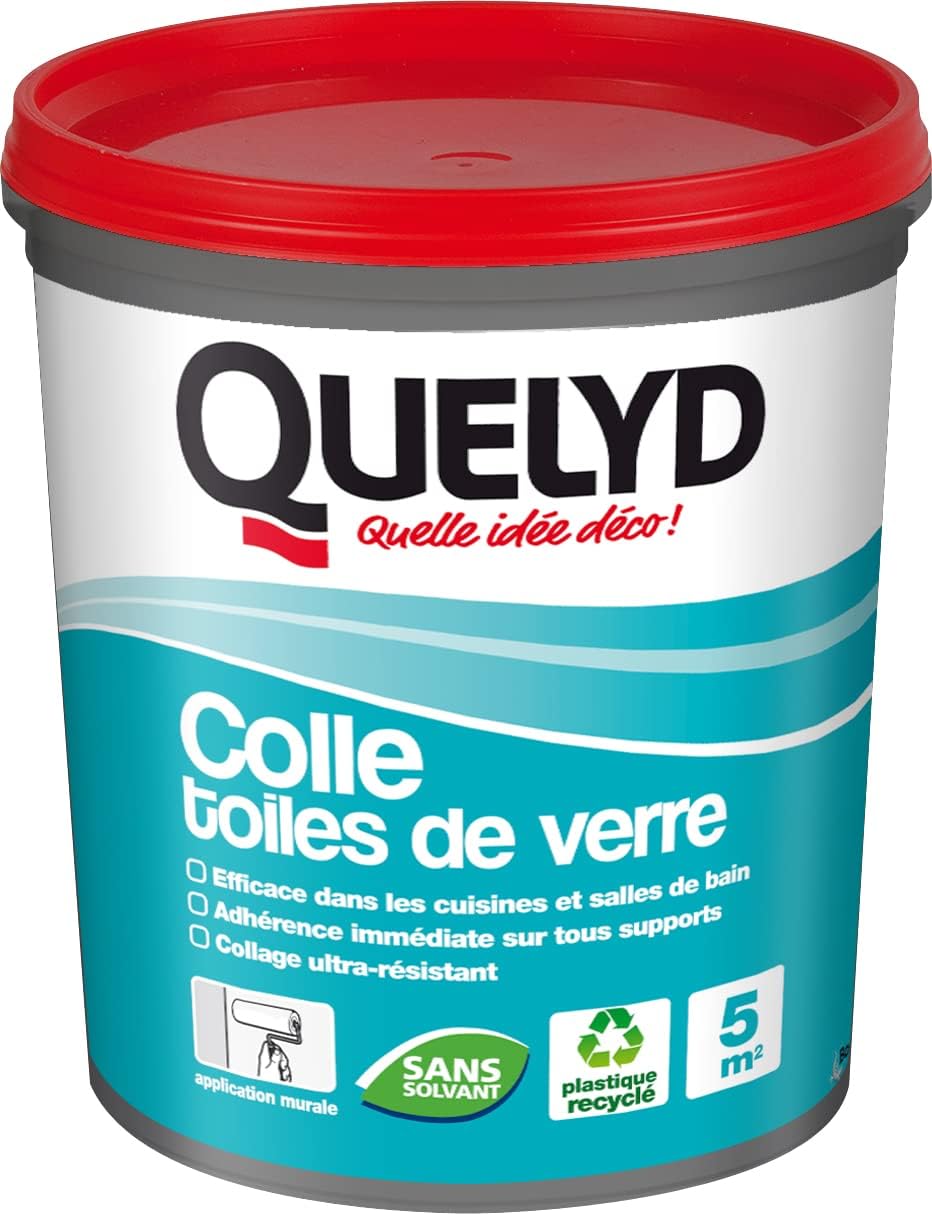 QUELYD
Quelle idée déco!
Colle
toiles de verre
Efficace dans les cuisines et salles de bain
Adhérence immédiate sur tous supports
Collage ultra-résistant
application murale
SANS
SOLVANT
plastique
recyclé
5
m²